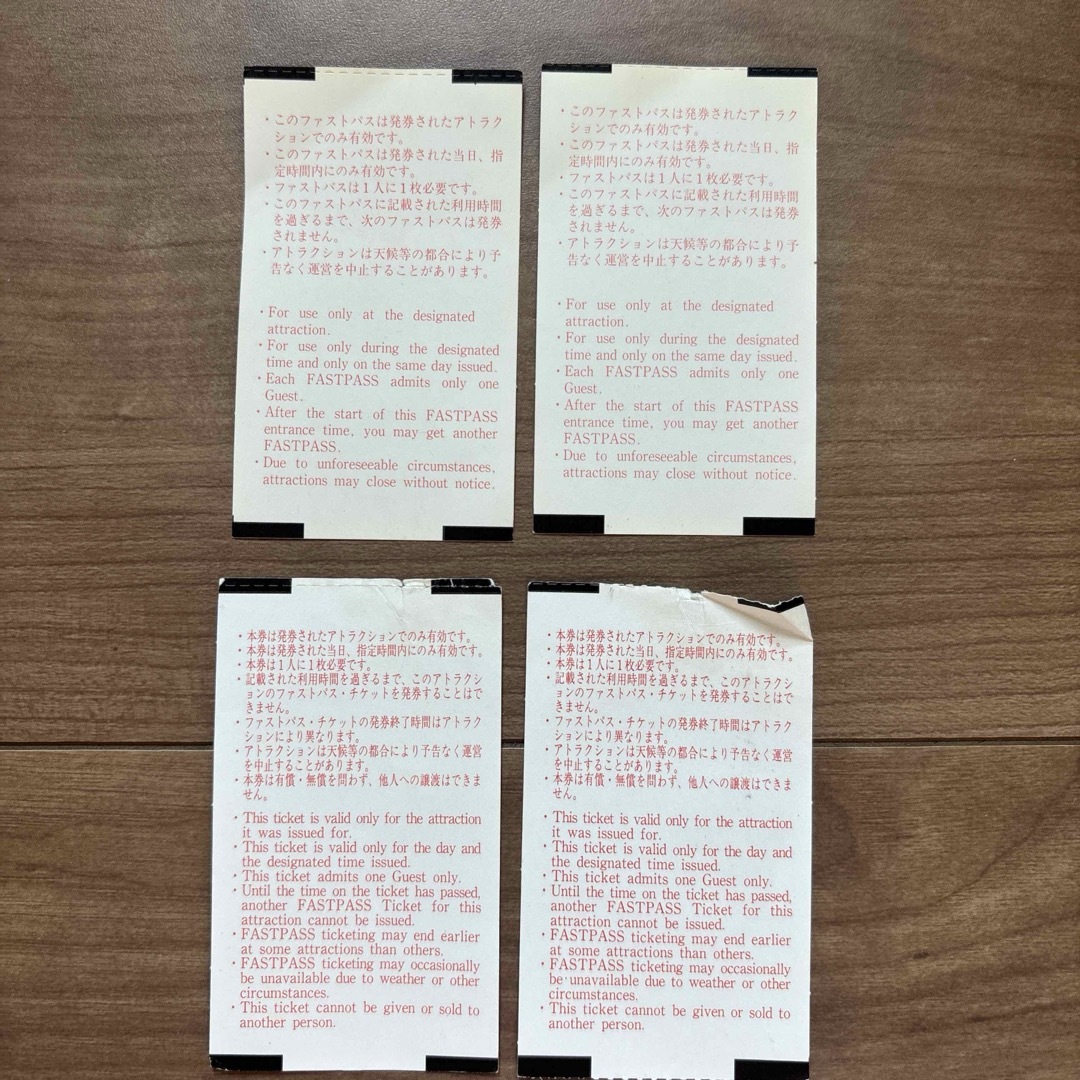 ・このファストパスは発券されたアトラク
ションでのみ有効です。
・このファストパスは発券された当日、指
定時間内にのみ有効です。
・ファストパスは1人に1枚必要です。
・このファストパスに記載された利用時間
を過ぎるまで、次のファストパスは発券
されません。
・アトラクションは天候等の都合により予
告なく運営を中止することがあります。
・For use only at the designated
attraction.
・For use only during the designated
time and only on the same day issued.
・Each FASTPASS admits only one
Guest.
・After the start of this FASTPASS
entrance time, you may get another
FASTPASS.
・Due to unforeseeable circumstances,
attractions may close without notice.
・このファストパスは発券されたアトラク
ションでのみ有効です。
・このファストパスは発券された当日、指
定時間内にのみ有効です。
・ファストパスは1人に1枚必要です。
・このファストパスに記載された利用時間
を過ぎるまで、次のファストパスは発券
されません。
・アトラクションは天候等の都合により予
告なく運営を中止することがあります。
・For use only at the designated
attraction.
・For use only during the designated
time and only on the same day issued.
・Each FASTPASS admits only one
Guest.
・After the start of this FASTPASS
entrance time, you may get another
FASTPASS.
・Due to unforeseeable circumstances,
attractions may close without notice.
・本券は発券されたアトラクションでのみ有効です。
・本券は発券された当日、指定時間内にのみ有効です。
・本券は1人に1枚必要です。
・記載された利用時間を過ぎるまで、このアトラクシ
ョンのファストパス・チケットを発券することはで
きません。
・ファストパス・チケットの発券終了時間はアトラク
ションにより異なります。
・アトラクションは天候等の都合により予告なく運営
を中止することがあります。
・本券は有償・無償を問わず、他人への譲渡はできま
せん。
・This ticket is valid only for the attraction
it was issued for.
・This ticket is valid only for the day and
the designated time issued.
・This ticket admits one Guest only.
・Until the time on the ticket has passed,
another FASTPASS Ticket for this
attraction cannot be issued.
・FASTPASS ticketing may end earlier
at some attractions than others.
・FASTPASS ticketing may occasionally
be unavailable due to weather or other
circumstances.
・This ticket cannot be given or sold to
another person.
・本券は発券されたアトラクションでのみ有効です。
・本券は発券された当日、指定時間内にのみ有効です。
・本券は1人に1枚必要です。
・記載された利用時間を過ぎるまで、このアトラクシ
ョンのファストパス・チケットを発券することはで
きません。
・ファストパス・チケットの発券終了時間はアトラク
ションにより異なります。
・アトラクションは天候等の都合により予告なく運営
を中止することがあります。
・本券は有償・無償を問わず、他人への譲渡はできま
せん。
・This ticket is valid only for the attraction
it was issued for.
・This ticket is valid only for the day and
the designated time issued.
・This ticket admits one Guest only.
・Until the time on the ticket has passed,
another FASTPASS Ticket for this
attraction cannot be issued.
・FASTPASS ticketing may end earlier
at some attractions than others.
・FASTPASS ticketing may occasionally
be unavailable due to weather or other
circumstances.
・This ticket cannot be given or sold to
another person.